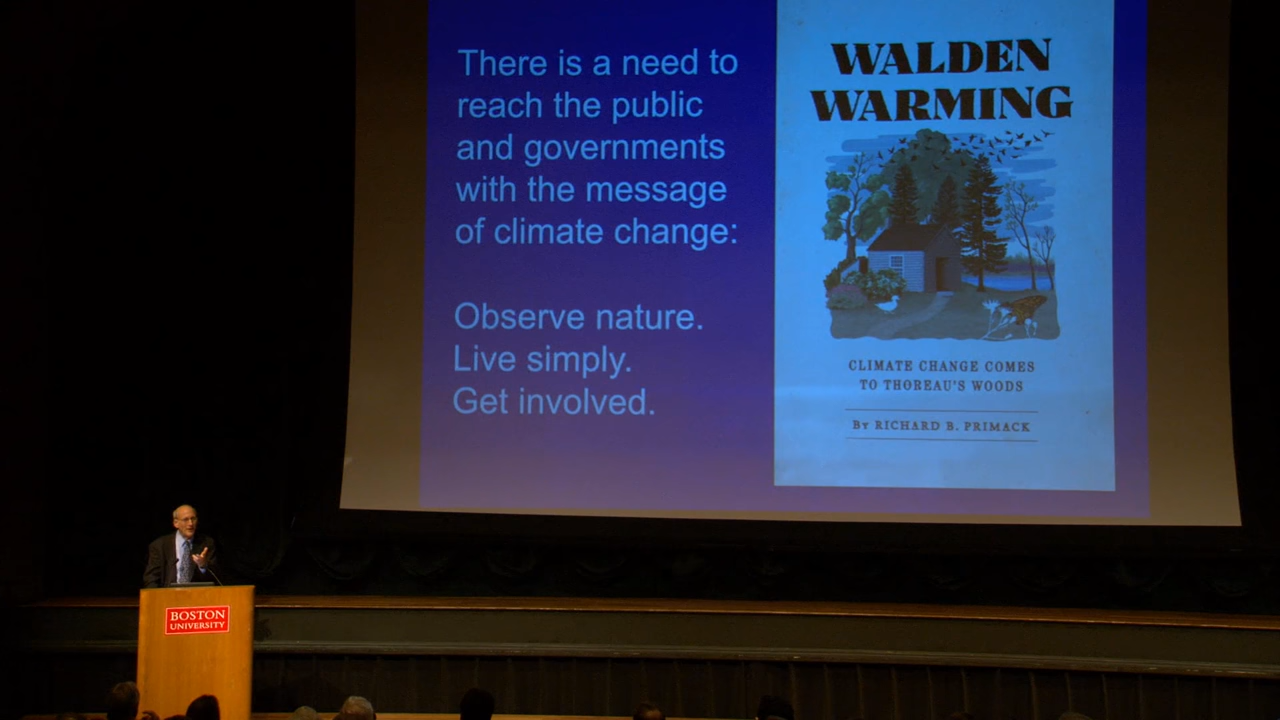 There is a need to
reach the public
and governments
with the message
of climate change:
Observe nature.
Live simply.
Get involved.
WALDEN
WARMING
CLIMATE CHANGE COMES
TO THOREAU'S WOODS
BY RICHARD B. PRIMACK
BOSTON
UNIVERSITY